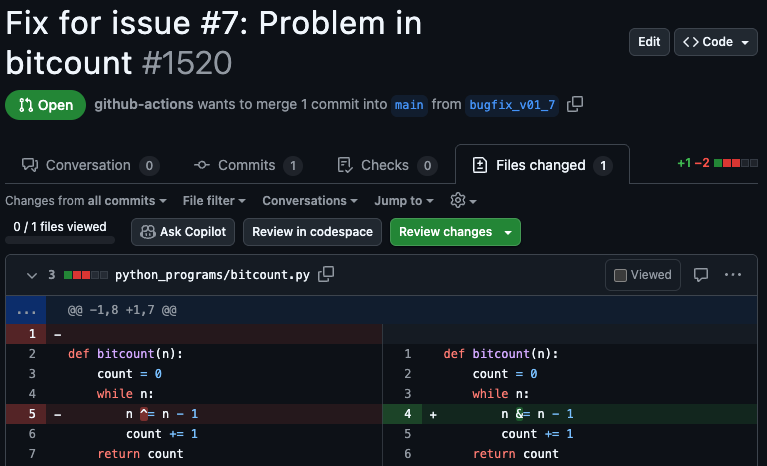 Fix for issue #7: Problem in
bitcount #1520
Edit
<> Code
Open
github-actions wants to merge 1 commit into main from bugfix_v01_7
Conversation 0
Commits 1
Checks 0
Files changed 1
+1 −2
Changes from all commits
File filter
Conversations
Jump to
0 / 1 files viewed
Ask Copilot
Review in codespace
Review changes
3 python_programs/bitcount.py
Viewed
...
@@ -1,8 +1,7 @@
1 -
2 def bitcount(n):
3 count = 0
4 while n:
5 - n ^= n - 1
6 count += 1
7 return count
1 def bitcount(n):
2 count = 0
3 while n:
4 + n &= n - 1
5 count += 1
6 return count